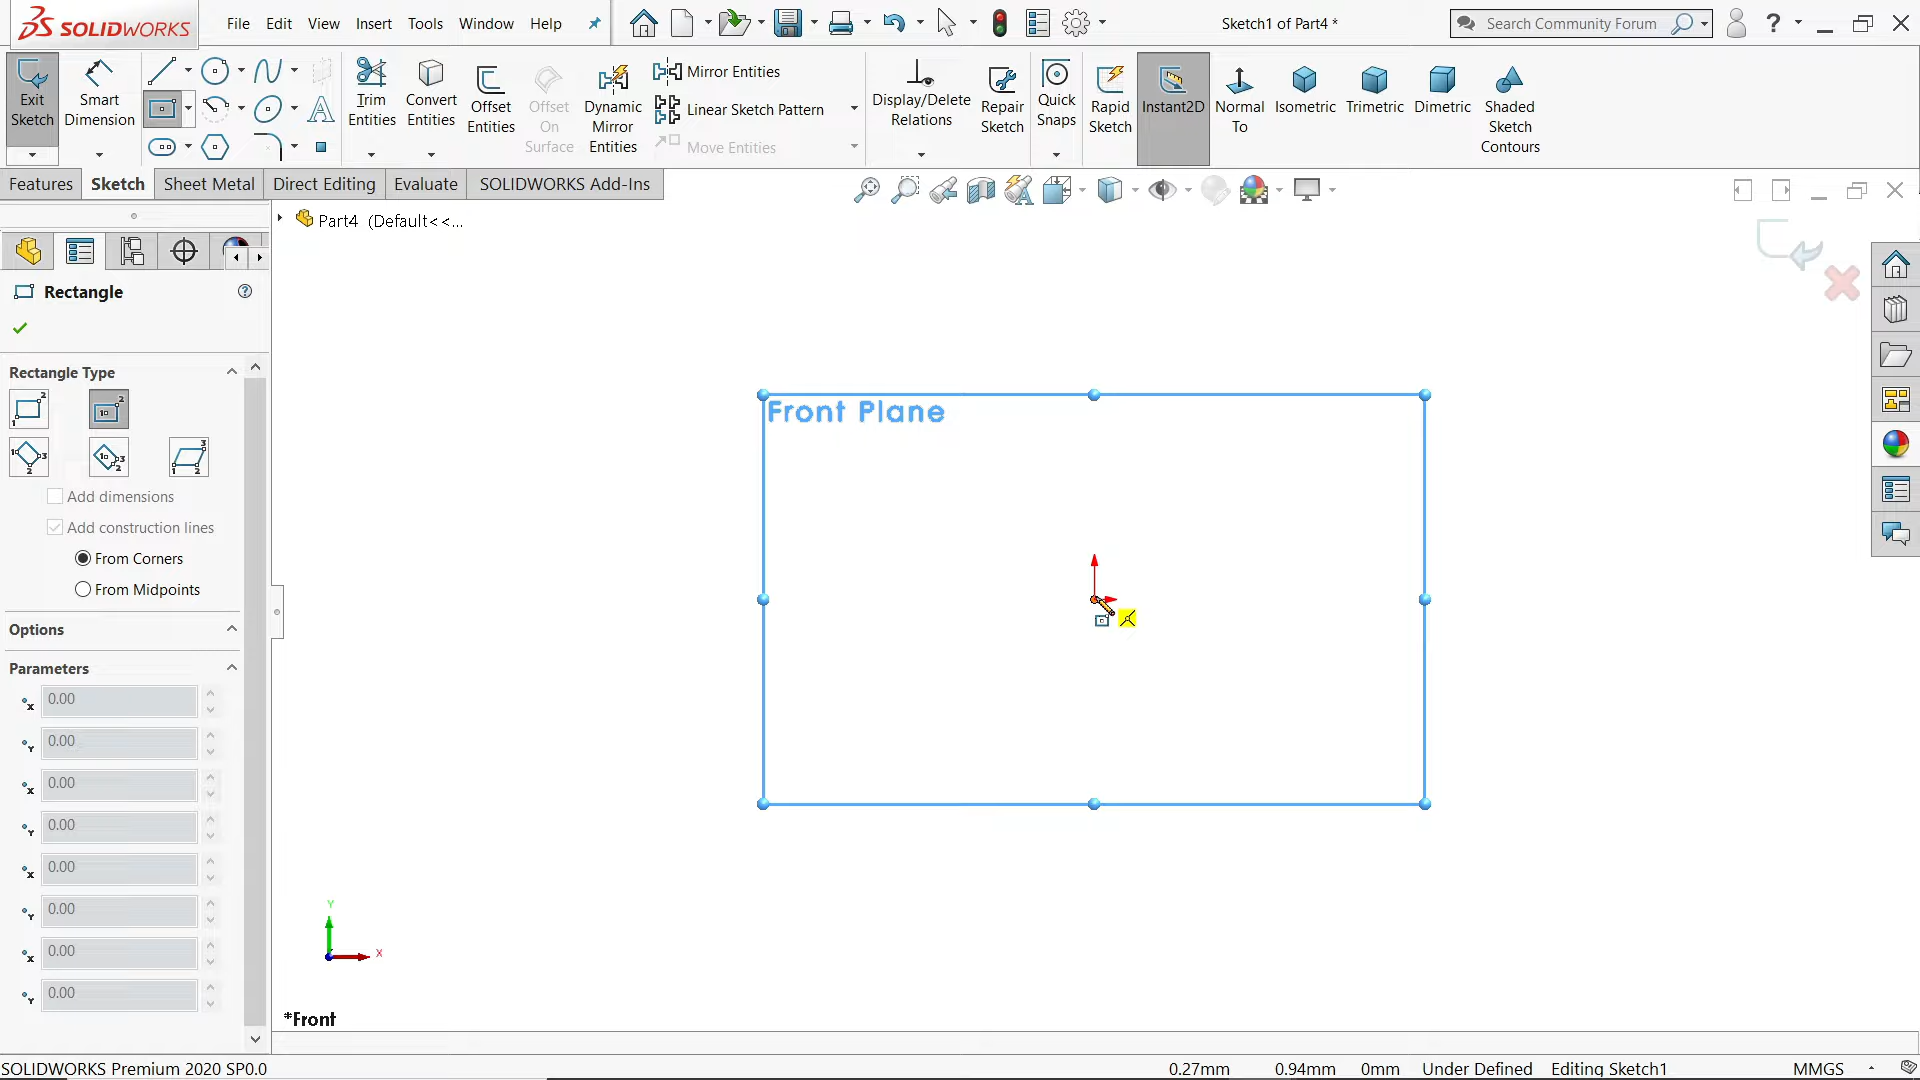 SOLIDWORKS
File Edit View Insert Tools Window Help
Sketch1 of Part4 *
Search Community Forum
?
Exit Sketch
Smart Dimension
Trim Entities
Convert Entities
Offset Entities
Offset On Surface
Dynamic Mirror Entities
Mirror Entities
Linear Sketch Pattern
Move Entities
Display/Delete Relations
Repair Sketch
Quick Snaps
Rapid Sketch
Instant2D
Normal To
Isometric
Trimetric
Dimetric
Shaded Sketch Contours
Features Sketch Sheet Metal Direct Editing Evaluate SOLIDWORKS Add-Ins
Part4 (Default<<...
Rectangle
Rectangle Type
Add dimensions
Add construction lines
From Corners
From Midpoints
Options
Parameters
x 0.00
Y 0.00
x 0.00
Y 0.00
x 0.00
Y 0.00
x 0.00
Y 0.00
Front Plane
Y
X
*Front
SOLIDWORKS Premium 2020 SP0.0
0.27mm 0.94mm 0mm Under Defined Editing Sketch1 MMGS